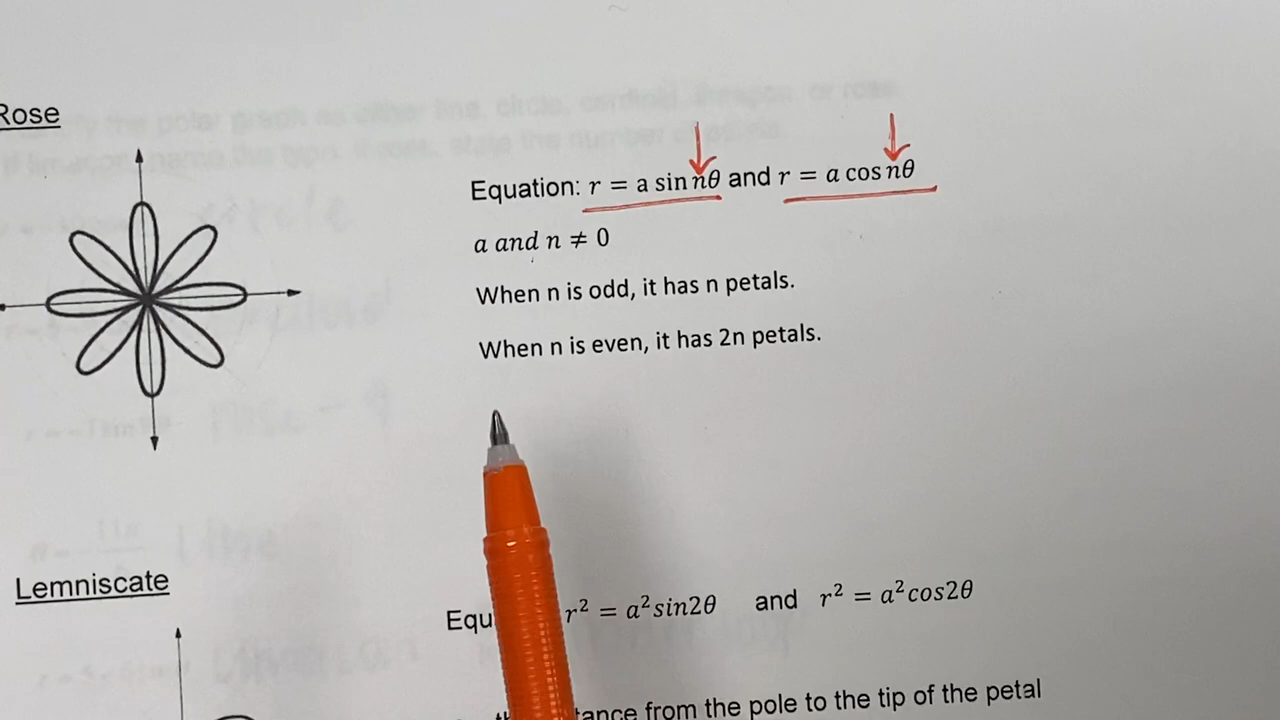 Rose
Equation: r = a sin nθ and r = a cos nθ
a and n ≠ 0
When n is odd, it has n petals.
When n is even, it has 2n petals.
Lemniscate
Equ r² = a²sin2θ and r² = a²cos2θ
from the pole to the tip of the petal